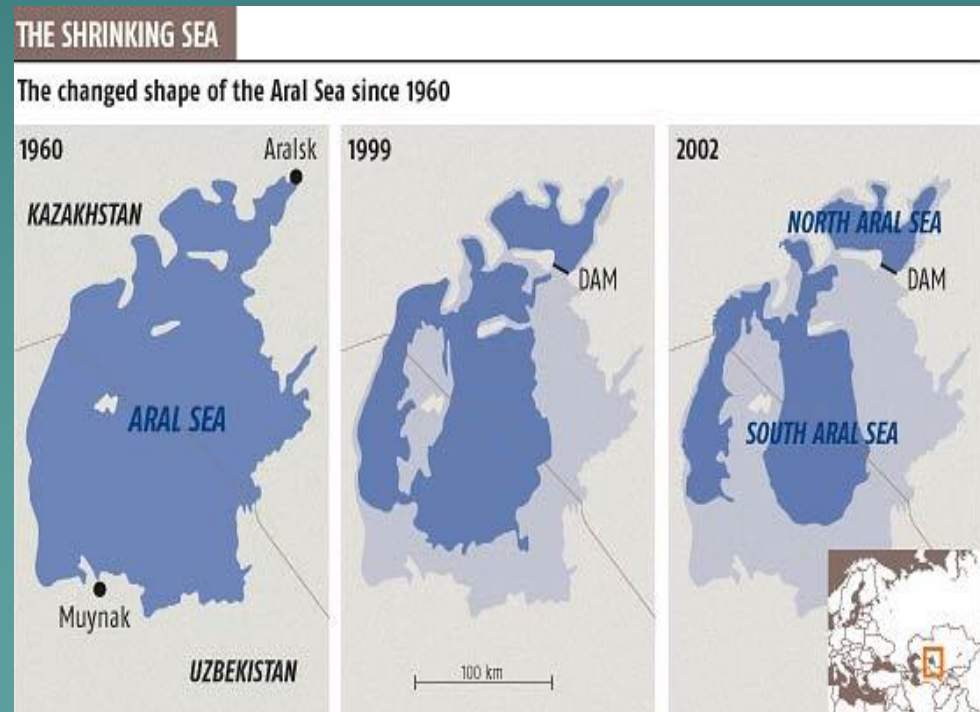 THE SHRINKING SEA
The changed shape of the Aral Sea since 1960
1960
Aralsk
KAZAKHSTAN
ARAL SEA
Muynak
UZBEKISTAN
1999
DAM
100 km
2002
NORTH ARAL SEA
DAM
SOUTH ARAL SEA